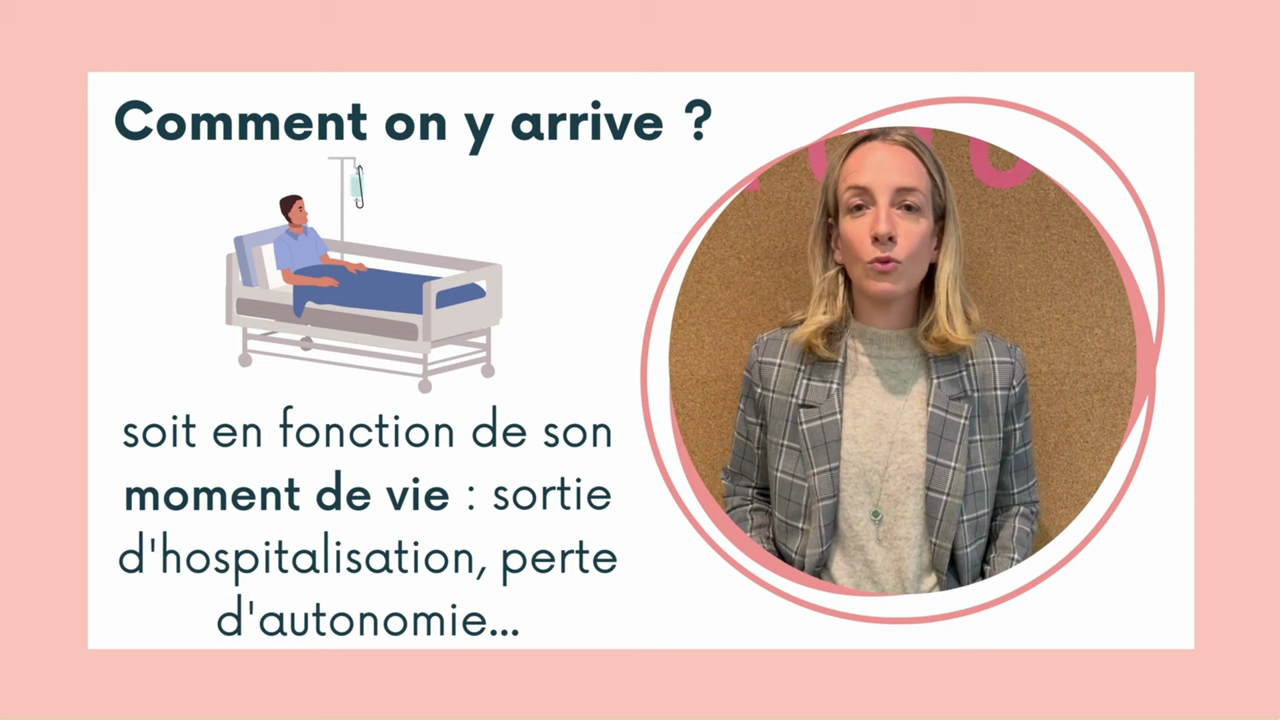 Comment on y arrive ?
soit en fonction de son
moment de vie : sortie
d'hospitalisation, perte
d'autonomie...